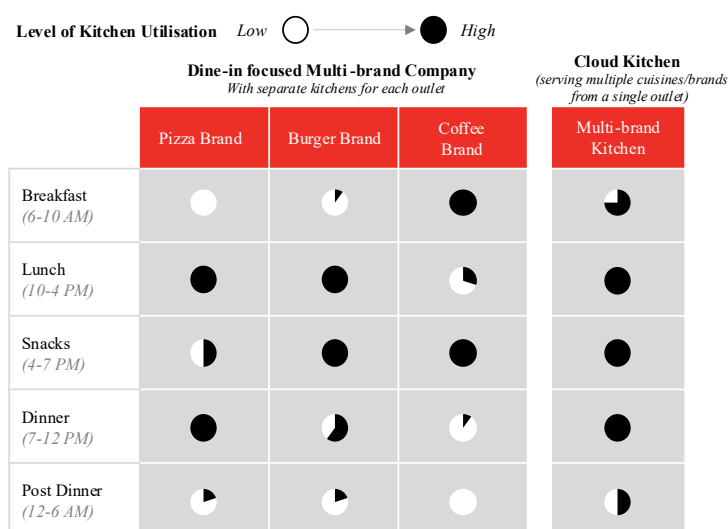 Level of Kitchen Utilisation Low High
Dine-in focused Multi-brand Company
With separate kitchens for each outlet
Cloud Kitchen
(serving multiple cuisines/brands
from a single outlet)
Pizza Brand
Burger Brand
Coffee
Brand
Multi-brand
Kitchen
Breakfast
(6-10 AM)
Lunch
(10-4 PM)
Snacks
(4-7 PM)
Dinner
(7-12 PM)
Post Dinner
(12-6 AM)